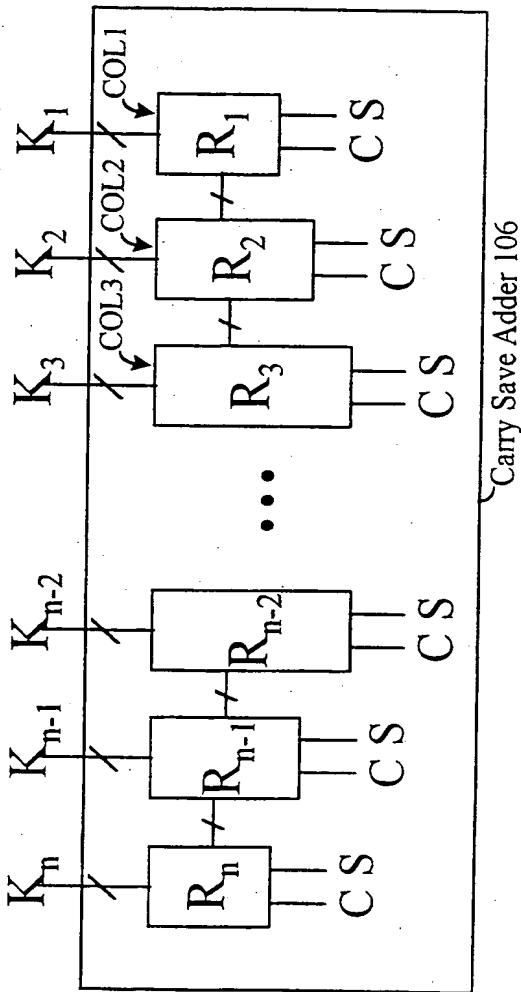 Kn Kn-1 Kn-2 K3 K2 K1
COL3 COL2 COL1
Rn Rn-1 Rn-2 ••• R3 R2 R1
C S C S C S C S C S C S
Carry Save Adder 106